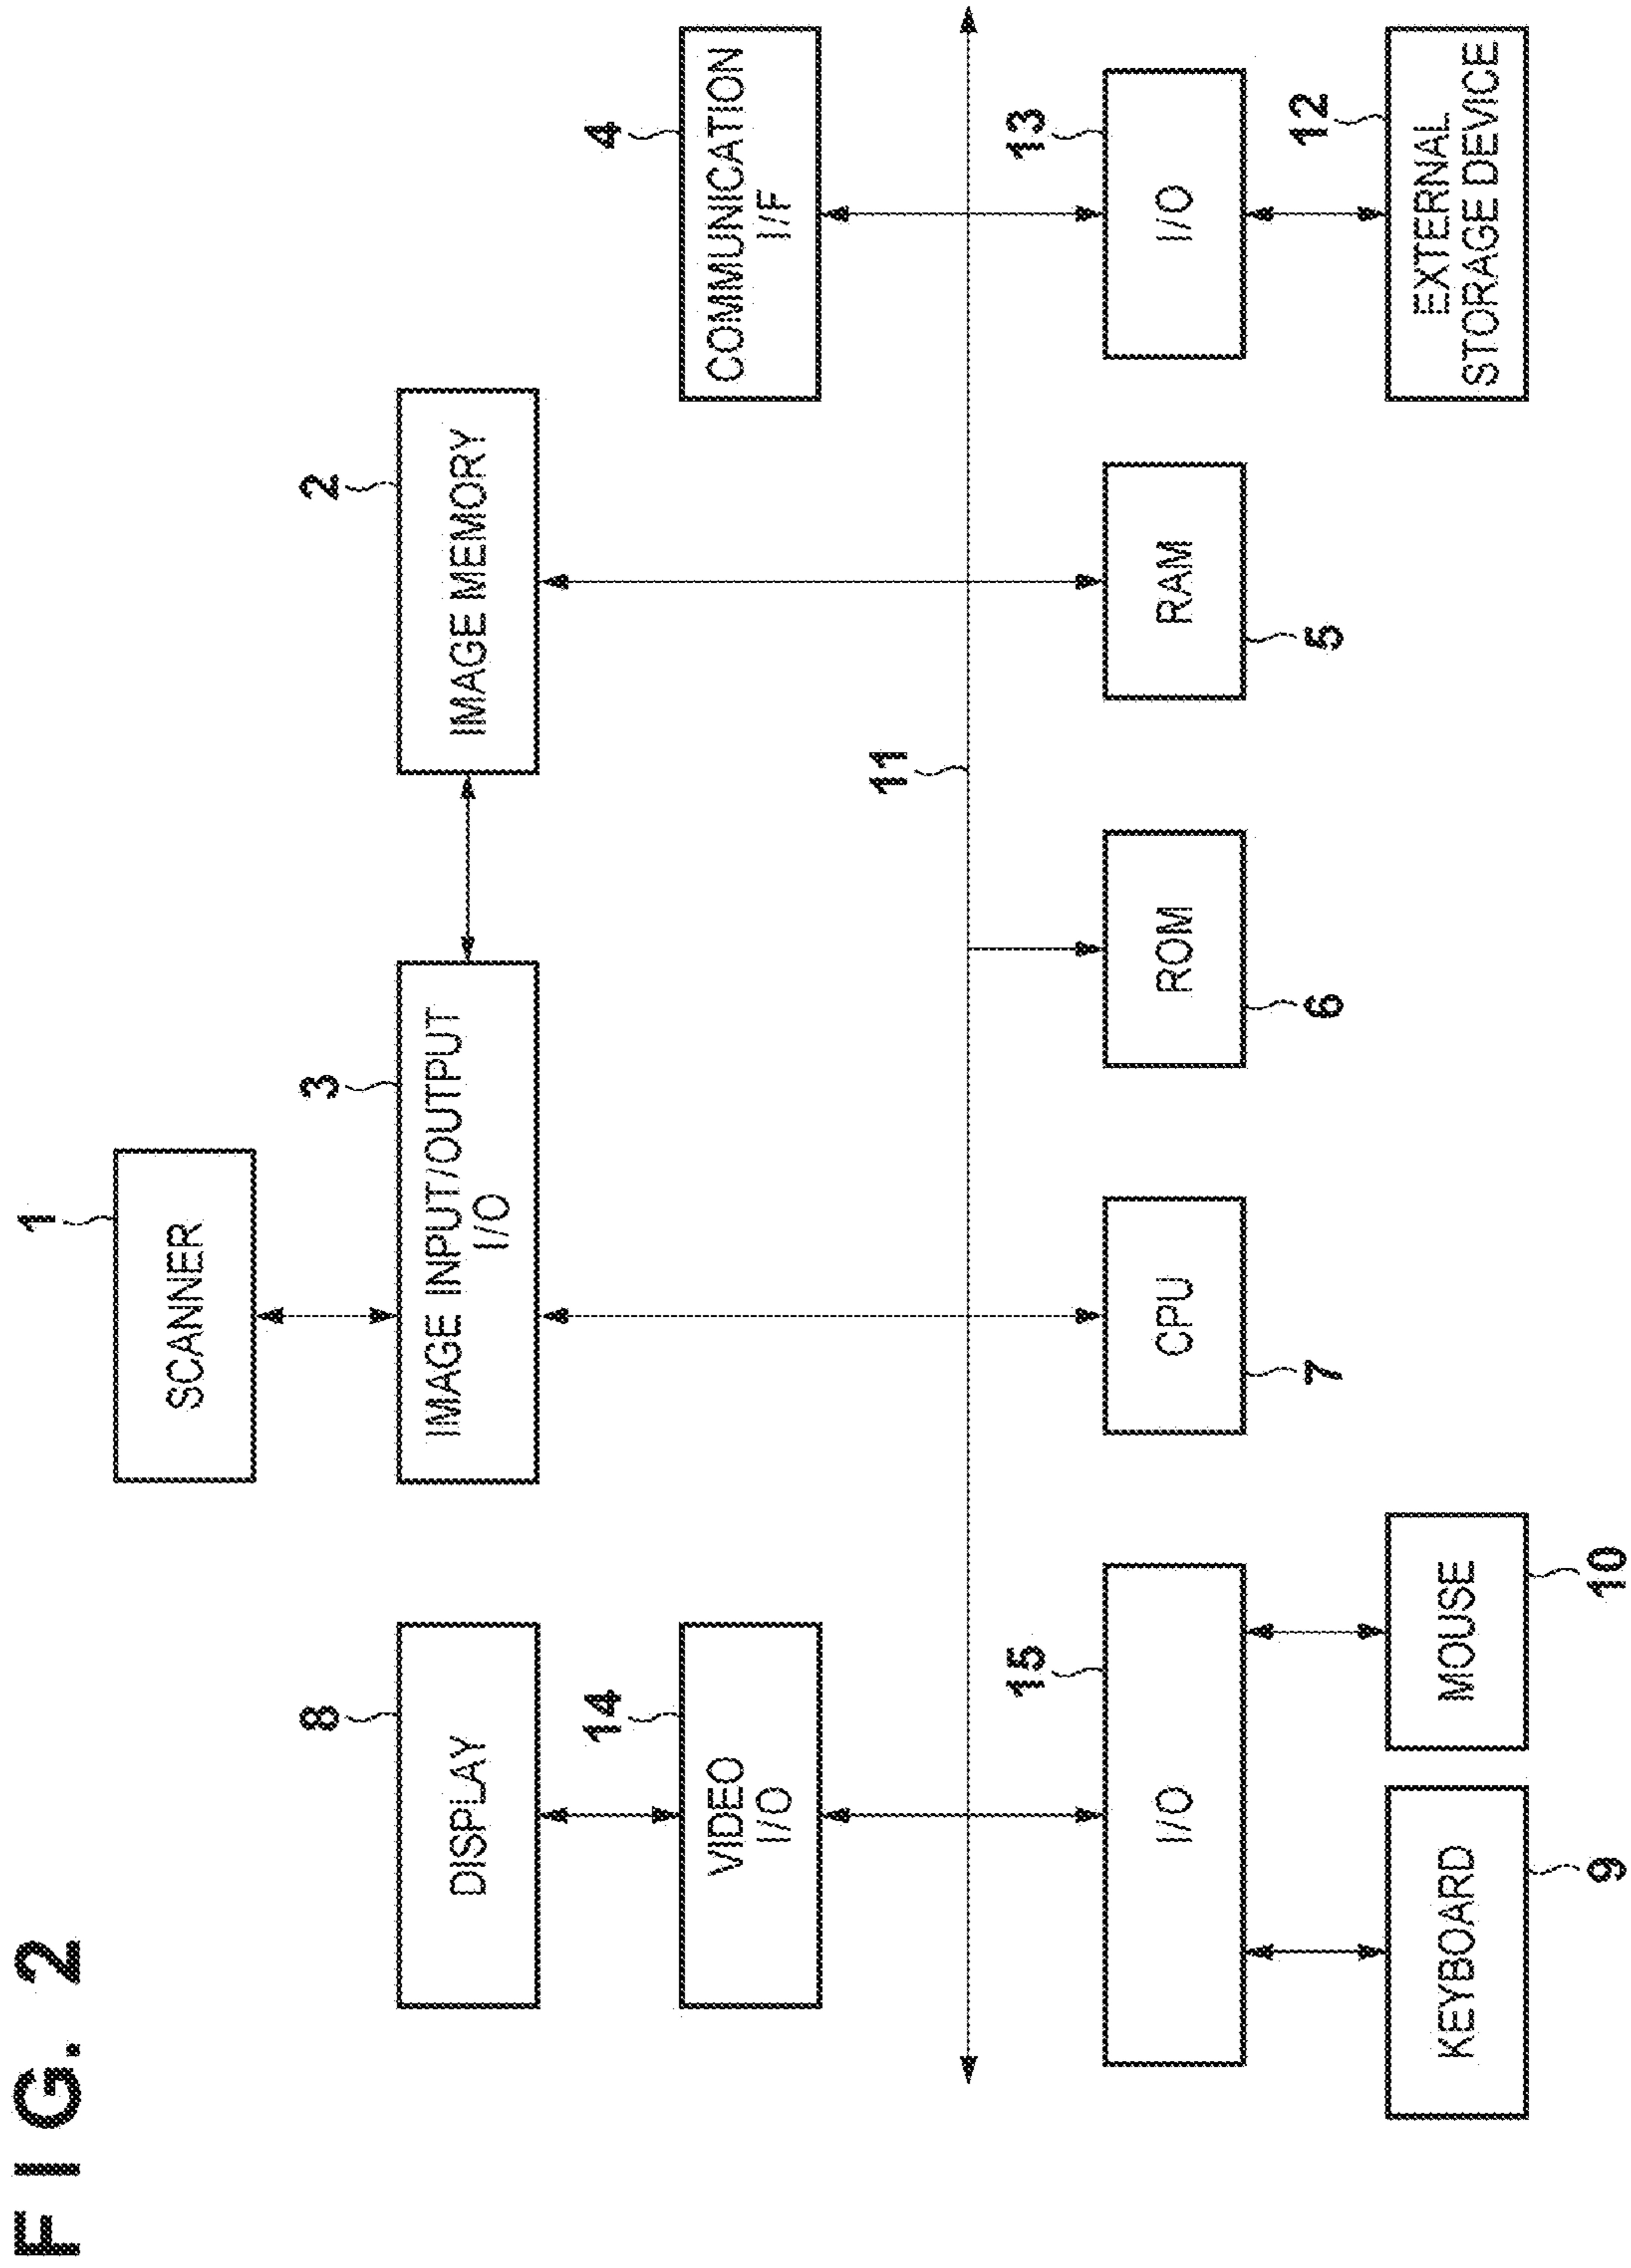 FIG. 2
1
SCANNER
8
3
2
DISPLAY
IMAGE INPUT/OUTPUT
I/O
IMAGE MEMORY
14
4
VIDEO
I/O
COMMUNICATION
I/F
11
15
13
I/O
CPU
ROM
RAM
I/O
7
6
5
12
KEYBOARD
MOUSE
EXTERNAL
STORAGE DEVICE
9
10